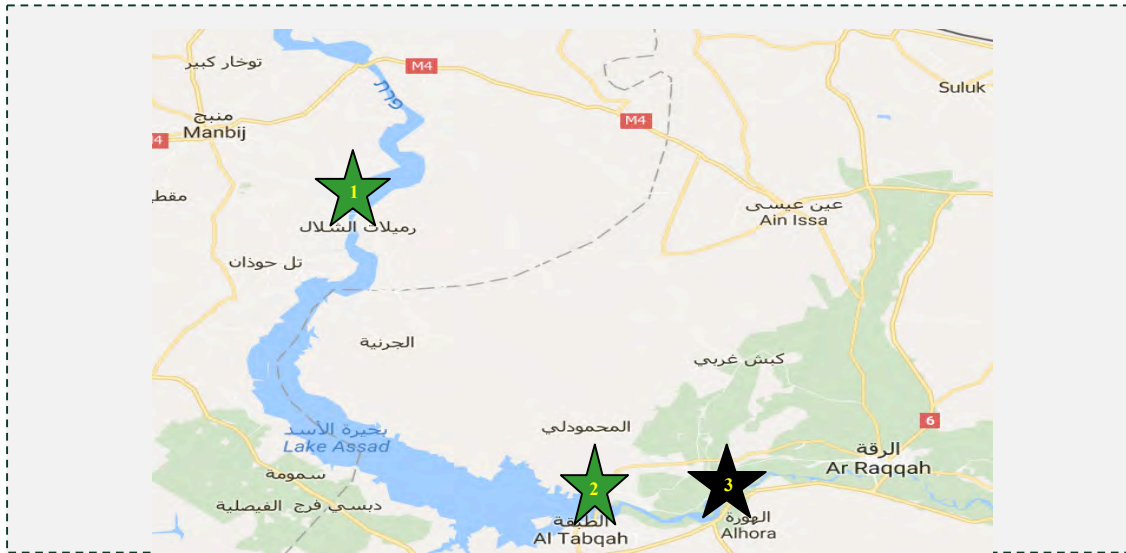 توخار كبير
M4
GLU
Suluk
منبج
Manbij
M4
مقط
1
عين عيسى
Ain Issa
رميلات الشلال
تل حوذان
الجرنية
كبش غربي
6
المحمودلي
بحيرة الأسد
Lake Assad
الرقة
Ar Raqqah
سمومة
2
3
دبسي فرج
الفيصلية
الطبقة
Al Tabqah
الهورة
Alhora